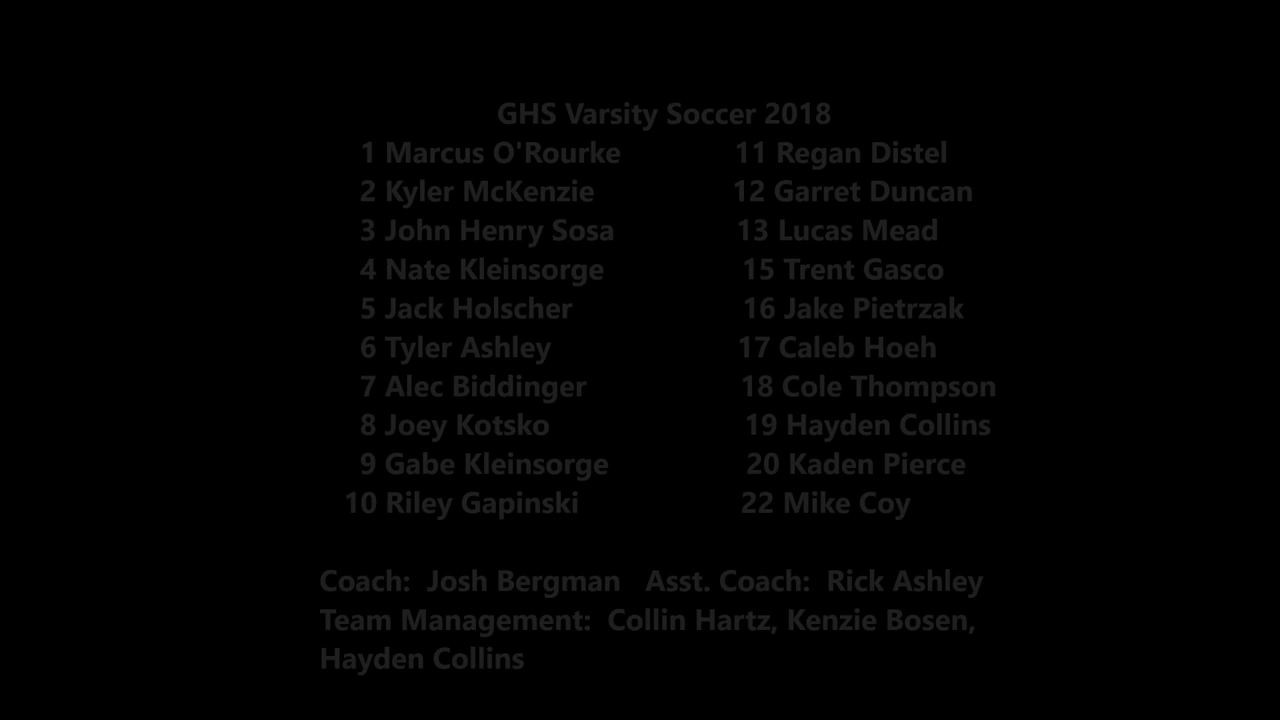 GHS Varsity Soccer 2018
1 Marcus O'Rourke 11 Regan Distel
2 Kyler McKenzie 12 Garret Duncan
3 John Henry Sosa 13 Lucas Mead
4 Nate Kleinsorge 15 Trent Gasco
5 Jack Holscher 16 Jake Pietrzak
6 Tyler Ashley 17 Caleb Hoeh
7 Alec Biddinger 18 Cole Thompson
8 Joey Kotsko 19 Hayden Collins
9 Gabe Kleinsorge 20 Kaden Pierce
10 Riley Gapinski 22 Mike Coy
Coach: Josh Bergman Asst. Coach: Rick Ashley
Team Management: Collin Hartz, Kenzie Bosen,
Hayden Collins